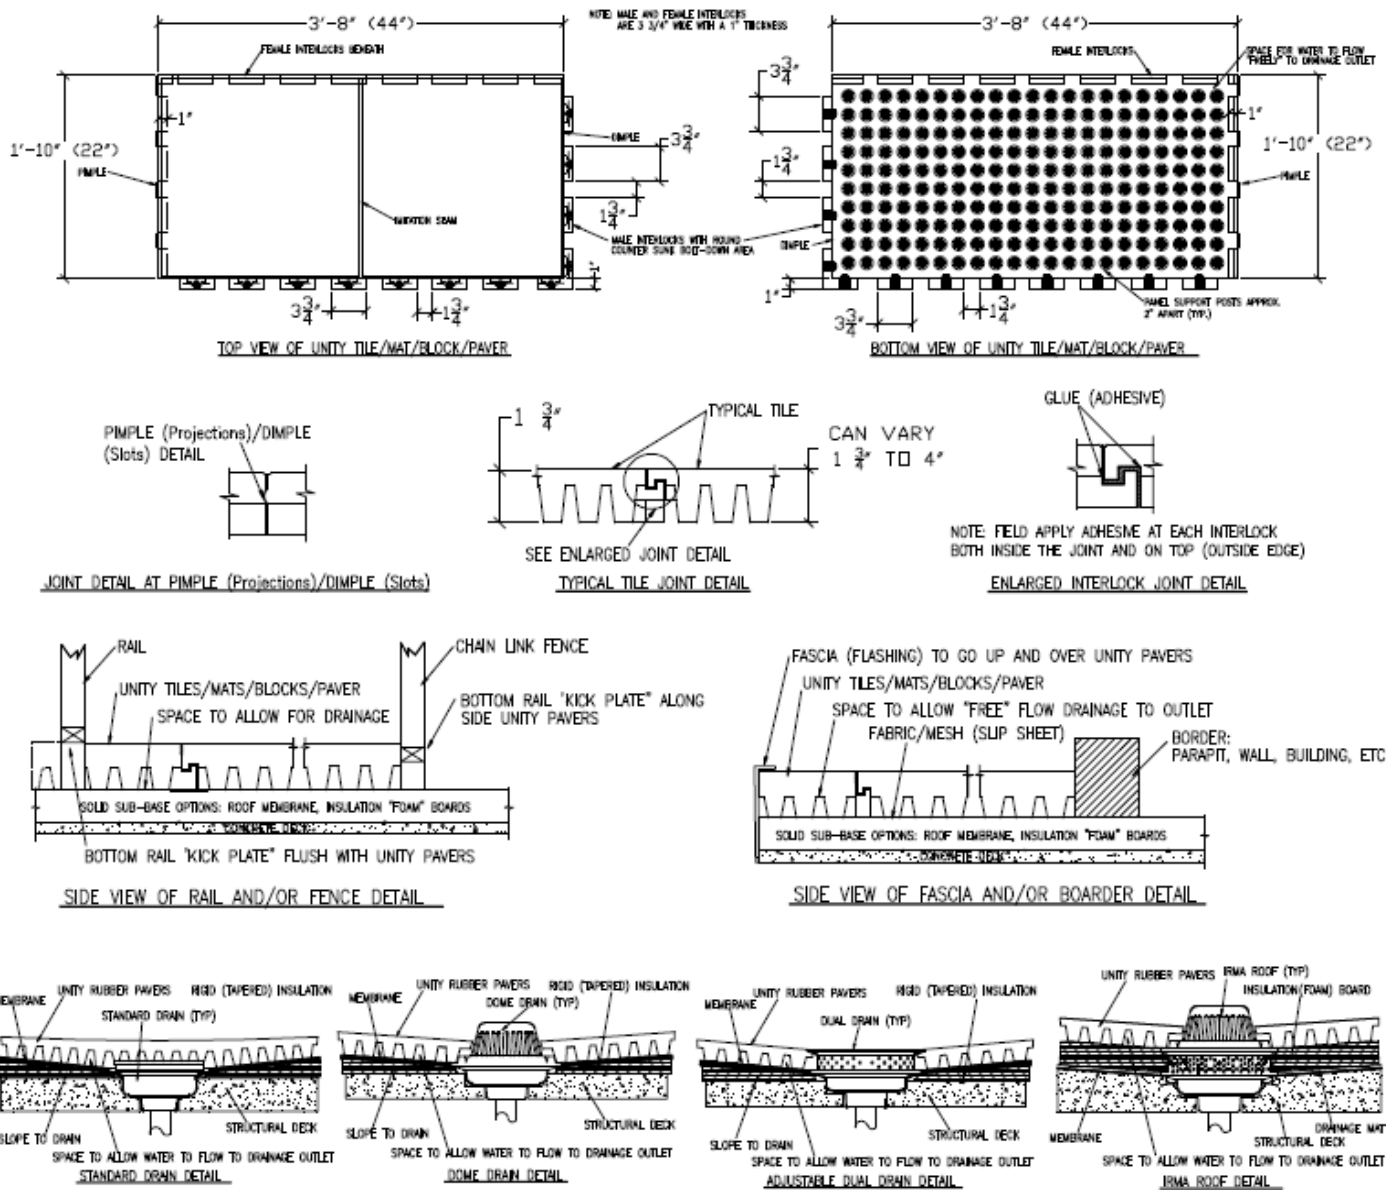 3'-8" (44")
NOTE: MALE AND FEMALE INTERLOCKS
ARE 3 3/4" WIDE WITH A 1" THICKNESS
FEMALE INTERLOCKS BENEATH
1"
1'-10" (22")
PIMPLE
DIMPLE
3 3/4"
1 3/4"
IMITATION SEAM
MALE INTERLOCKS WITH ROUND
COUNTER SUNK BOLT-DOWN AREA
1"
3 3/4"
1 3/4"
TOP VIEW OF UNITY TILE/MAT/BLOCK/PAVER
3'-8" (44")
FEMALE INTERLOCKS
SPACE FOR WATER TO FLOW
"FREELY" TO DRAINAGE OUTLET
3 3/4"
1"
1'-10" (22")
1 3/4"
PIMPLE
DIMPLE
1"
PANEL SUPPORT POSTS APPROX.
2" APART (TYP.)
3 3/4"
1 3/4"
BOTTOM VIEW OF UNITY TILE/MAT/BLOCK/PAVER
PIMPLE (Projections)/DIMPLE
(Slots) DETAIL
JOINT DETAIL AT PIMPLE (Projections)/DIMPLE (Slots)
1 3/4"
TYPICAL TILE
CAN VARY
1 3/4" TO 4"
SEE ENLARGED JOINT DETAIL
TYPICAL TILE JOINT DETAIL
GLUE (ADHESIVE)
NOTE: FIELD APPLY ADHESIVE AT EACH INTERLOCK
BOTH INSIDE THE JOINT AND ON TOP (OUTSIDE EDGE)
ENLARGED INTERLOCK JOINT DETAIL
RAIL
CHAIN LINK FENCE
UNITY TILES/MATS/BLOCKS/PAVER
SPACE TO ALLOW FOR DRAINAGE
BOTTOM RAIL "KICK PLATE" ALONG
SIDE UNITY PAVERS
SOLID SUB-BASE OPTIONS: ROOF MEMBRANE, INSULATION "FOAM" BOARDS
CONCRETE DECK
BOTTOM RAIL "KICK PLATE" FLUSH WITH UNITY PAVERS
SIDE VIEW OF RAIL AND/OR FENCE DETAIL
FASCIA (FLASHING) TO GO UP AND OVER UNITY PAVERS
UNITY TILES/MATS/BLOCKS/PAVER
SPACE TO ALLOW "FREE" FLOW DRAINAGE TO OUTLET
FABRIC/MESH (SLIP SHEET)
BORDER:
PARAPIT, WALL, BUILDING, ETC
SOLID SUB-BASE OPTIONS: ROOF MEMBRANE, INSULATION "FOAM" BOARDS
CONCRETE DECK
SIDE VIEW OF FASCIA AND/OR BOARDER DETAIL
MEMBRANE
UNITY RUBBER PAVERS
RIGID (TAPERED) INSULATION
STANDARD DRAIN (TYP)
SLOPE TO DRAIN
STRUCTURAL DECK
SPACE TO ALLOW WATER TO FLOW TO DRAINAGE OUTLET
STANDARD DRAIN DETAIL
MEMBRANE
UNITY RUBBER PAVERS
RIGID (TAPERED) INSULATION
DOME DRAIN (TYP)
SLOPE TO DRAIN
STRUCTURAL DECK
SPACE TO ALLOW WATER TO FLOW TO DRAINAGE OUTLET
DOME DRAIN DETAIL
MEMBRANE
UNITY RUBBER PAVERS
RIGID (TAPERED) INSULATION
DUAL DRAIN (TYP)
SLOPE TO DRAIN
STRUCTURAL DECK
SPACE TO ALLOW WATER TO FLOW TO DRAINAGE OUTLET
ADJUSTABLE DUAL DRAIN DETAIL
UNITY RUBBER PAVERS
IRMA ROOF (TYP)
INSULATION(FOAM) BOARD
MEMBRANE
DRAINAGE MAT
STRUCTURAL DECK
SPACE TO ALLOW WATER TO FLOW TO DRAINAGE OUTLET
IRMA ROOF DETAIL